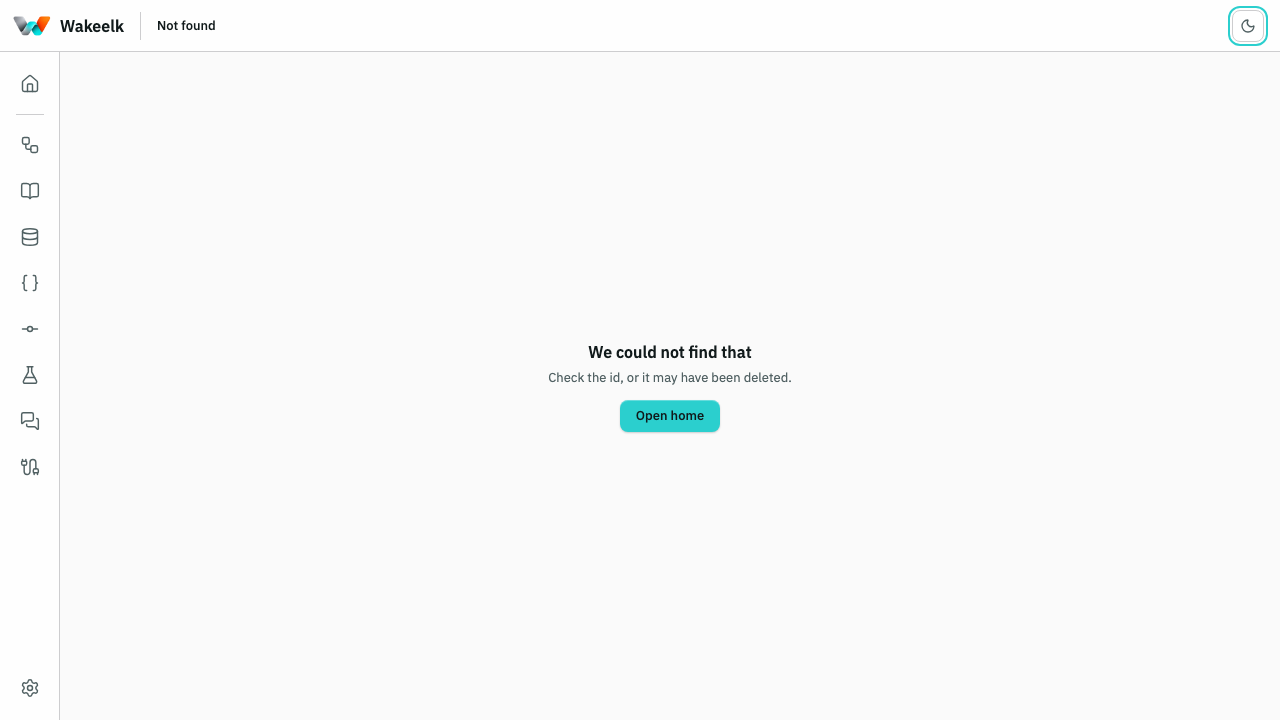 Wakeelk
Not found
We could not find that
Check the id, or it may have been deleted.
Open home